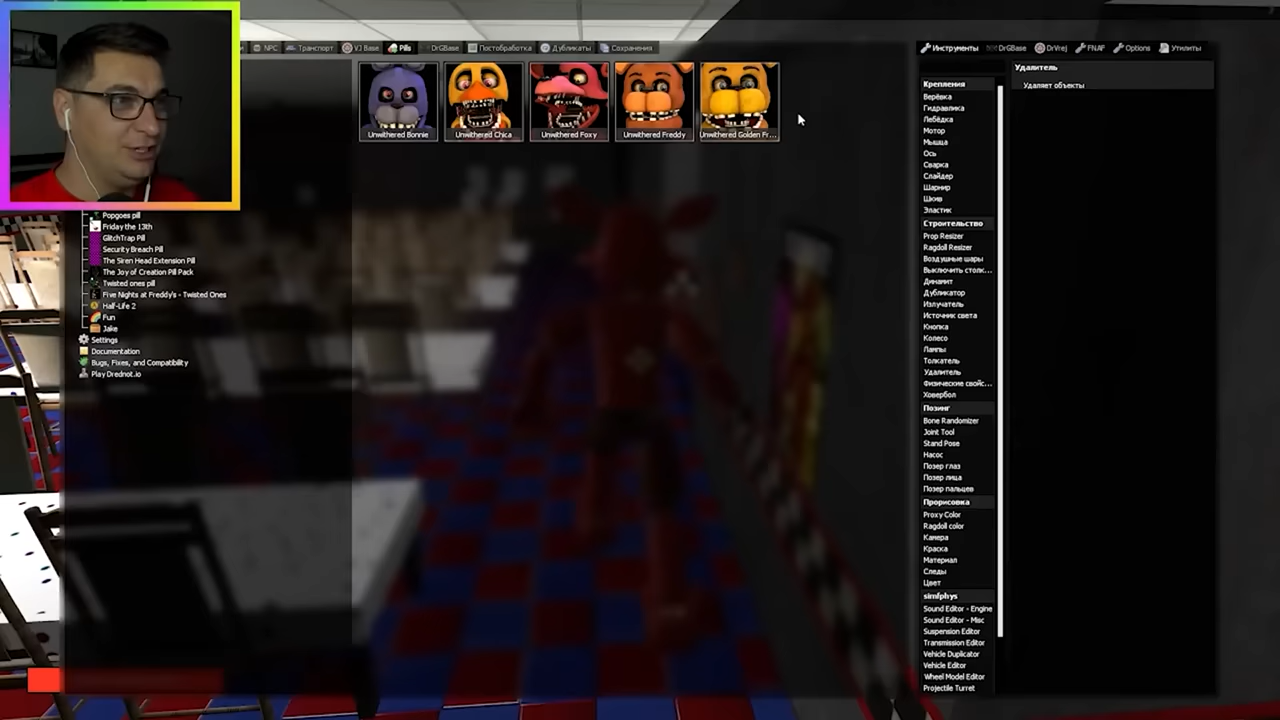 NPC
Транспорт
VJ Base
Pills
DrGBase
Постобработка
Дубликаты
Сохранения
Unwithered Bonnie
Unwithered Chica
Unwithered Foxy
Unwithered Freddy
Unwithered Golden Fr...
Popgoes pill
Friday the 13th
GlitchTrap Pill
Security Breach Pill
The Siren Head Extension Pill
The Joy of Creation Pill Pack
Twisted ones pill
Five Nights at Freddy's - Twisted Ones
Half-Life 2
Fun
Jake
Settings
Documentation
Bugs, Fixes, and Compatibility
Play Drednot.io
Инструменты
DrGBase
DrVrej
FNAF
Options
Утилиты
Крепления
Верёвка
Гидравлика
Лебёдка
Мотор
Мышца
Ось
Сварка
Слайдер
Шарнир
Шкив
Эластик
Строительство
Prop Resizer
Ragdoll Resizer
Воздушные шары
Выключить столк...
Динамит
Дубликатор
Излучатель
Источник света
Кнопка
Колесо
Лампы
Толкатель
Удалитель
Физические свойс...
Ховербол
Позинг
Bone Randomizer
Joint Tool
Stand Pose
Насос
Позер глаз
Позер лица
Позер пальцев
Прорисовка
Proxy Color
Ragdoll color
Камера
Краска
Материал
Следы
Цвет
simfphys
Sound Editor - Engine
Sound Editor - Misc
Suspension Editor
Transmission Editor
Vehicle Duplicator
Vehicle Editor
Wheel Model Editor
Projectile Turret
Удалитель
Удаляет объекты